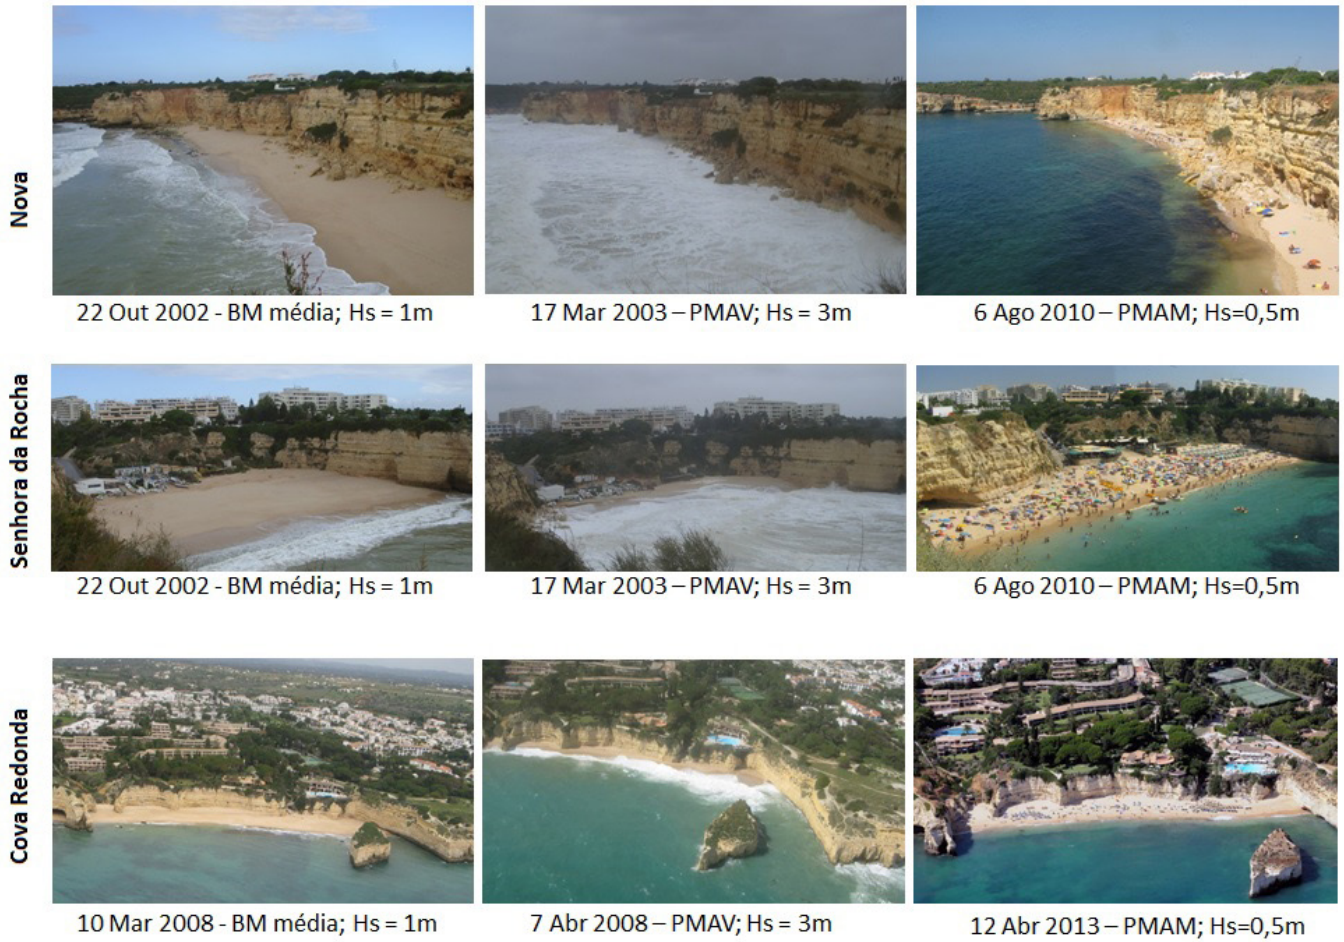 Nova
22 Out 2002 - BM média; Hs = 1m
17 Mar 2003 – PMAV; Hs = 3m
6 Ago 2010 – PMAM; Hs=0,5m
Senhora da Rocha
22 Out 2002 - BM média; Hs = 1m
17 Mar 2003 – PMAV; Hs = 3m
6 Ago 2010 – PMAM; Hs=0,5m
Cova Redonda
10 Mar 2008 - BM média; Hs = 1m
7 Abr 2008 – PMAV; Hs = 3m
12 Abr 2013 – PMAM; Hs=0,5m